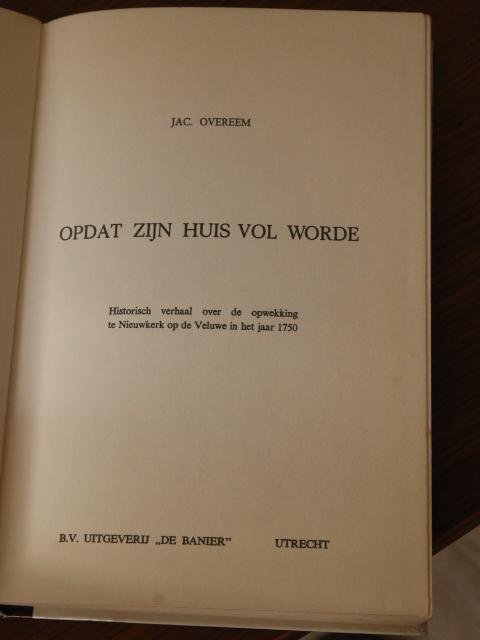 JAC. OVEREEM
OPDAT ZIJN HUIS VOL WORDE
Historisch verhaal over de opwekking
te Nieuwkerk op de Veluwe in het jaar 1750
B.V. UITGEVERIJ „DE BANIER" UTRECHT